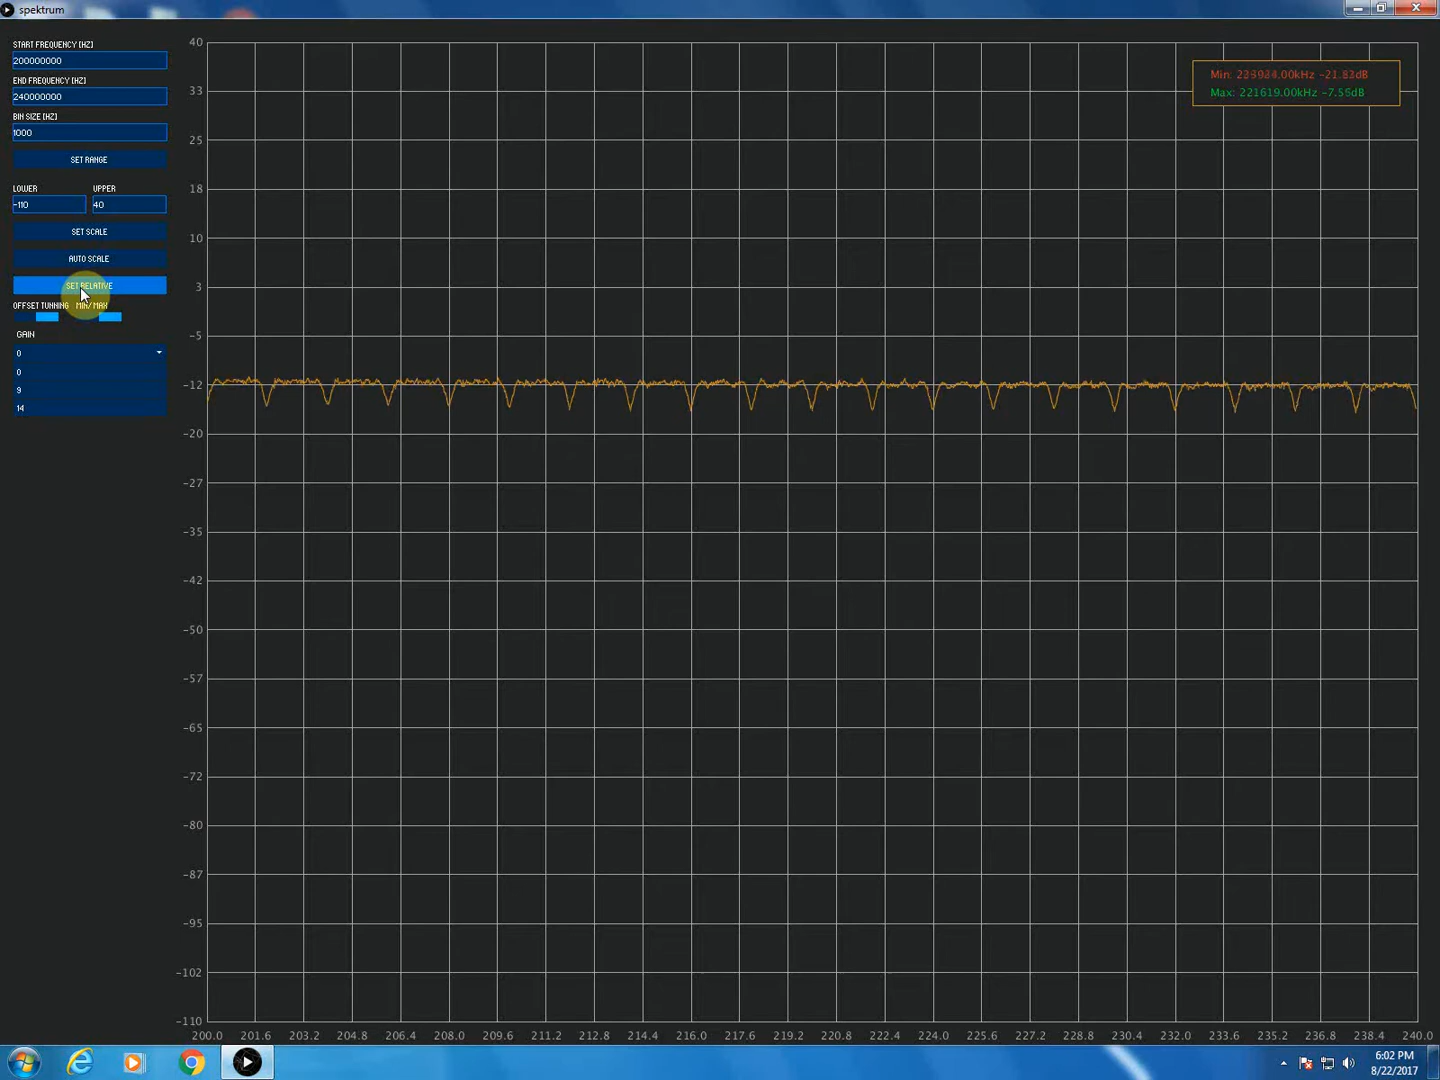 spektrum
START FREQUENCY [HZ]
200000000
END FREQUENCY [HZ]
240000000
BIN SIZE [HZ]
1000
SET RANGE
LOWER UPPER
-110 40
SET SCALE
AUTO SCALE
SET RELATIVE
OFFSET TUNNING MIN/MAX
GAIN
0
0
9
14
40
33
25
18
10
3
-5
-12
-20
-27
-35
-42
-50
-57
-65
-72
-80
-87
-95
-102
-110
Max: 221619.00kHz -7.55dB
200.0 201.6 203.2 204.8 206.4 208.0 209.6 211.2 212.8 214.4 216.0 217.6 219.2 220.8 222.4 224.0 225.6 227.2 228.8 230.4 232.0 233.6 235.2 236.8 238.4 240.0
6:02 PM
8/22/2017